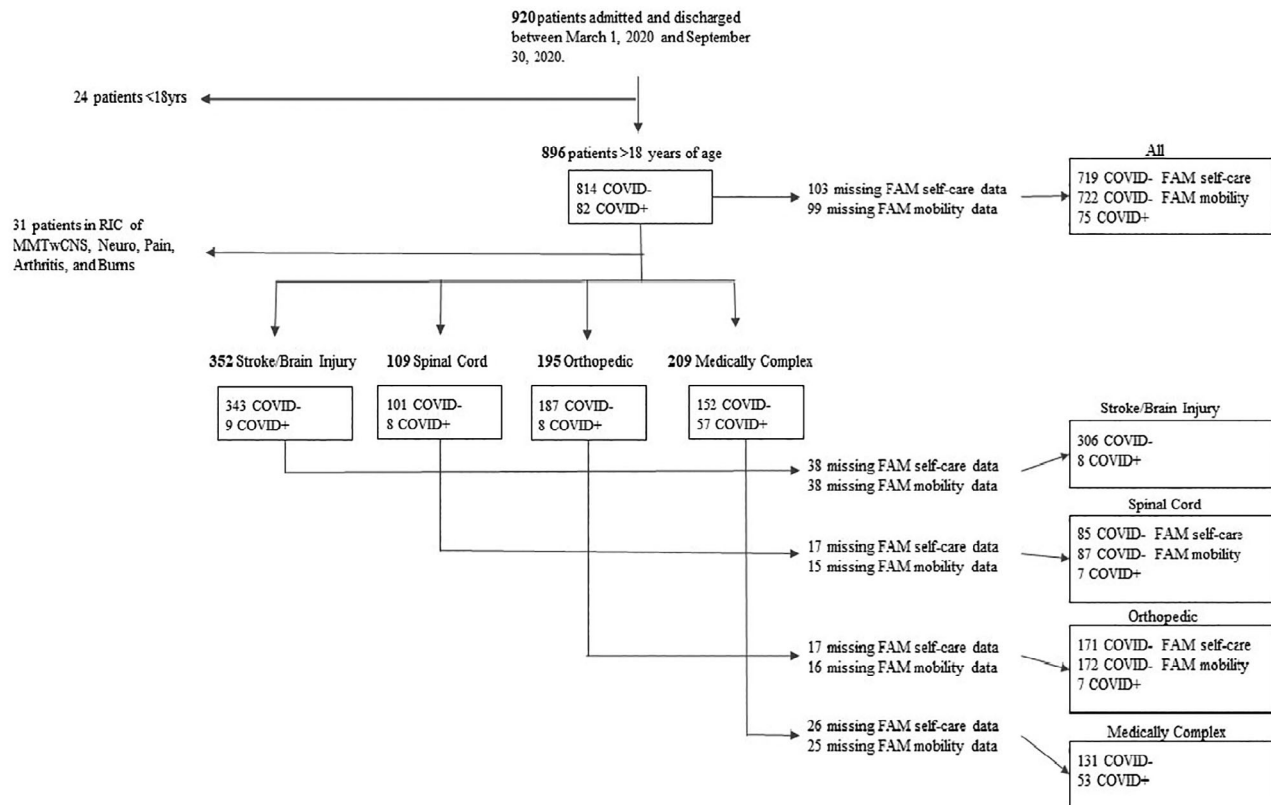 920 patients admitted and discharged
between March 1, 2020 and September
30, 2020.
24 patients <18yrs
896 patients >18 years of age
814 COVID-
82 COVID+
103 missing FAM self-care data
99 missing FAM mobility data
All
719 COVID- FAM self-care
722 COVID- FAM mobility
75 COVID+
31 patients in RIC of
MMTwCNS, Neuro, Pain,
Arthritis, and Burns
352 Stroke/Brain Injury
343 COVID-
9 COVID+
109 Spinal Cord
101 COVID-
8 COVID+
195 Orthopedic
187 COVID-
8 COVID+
209 Medically Complex
152 COVID-
57 COVID+
38 missing FAM self-care data
38 missing FAM mobility data
Stroke/Brain Injury
306 COVID-
8 COVID+
17 missing FAM self-care data
15 missing FAM mobility data
Spinal Cord
85 COVID- FAM self-care
87 COVID- FAM mobility
7 COVID+
17 missing FAM self-care data
16 missing FAM mobility data
Orthopedic
171 COVID- FAM self-care
172 COVID- FAM mobility
7 COVID+
26 missing FAM self-care data
25 missing FAM mobility data
Medically Complex
131 COVID-
53 COVID+